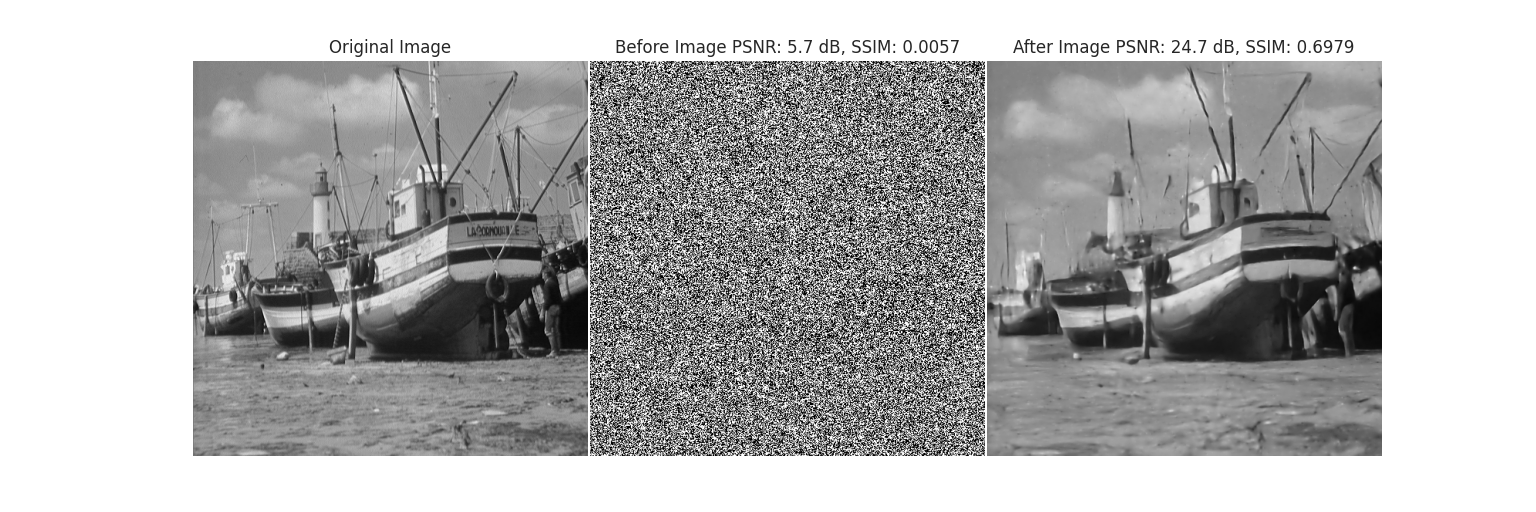 Original Image
Before Image PSNR: 5.7 dB, SSIM: 0.0057
After Image PSNR: 24.7 dB, SSIM: 0.6979